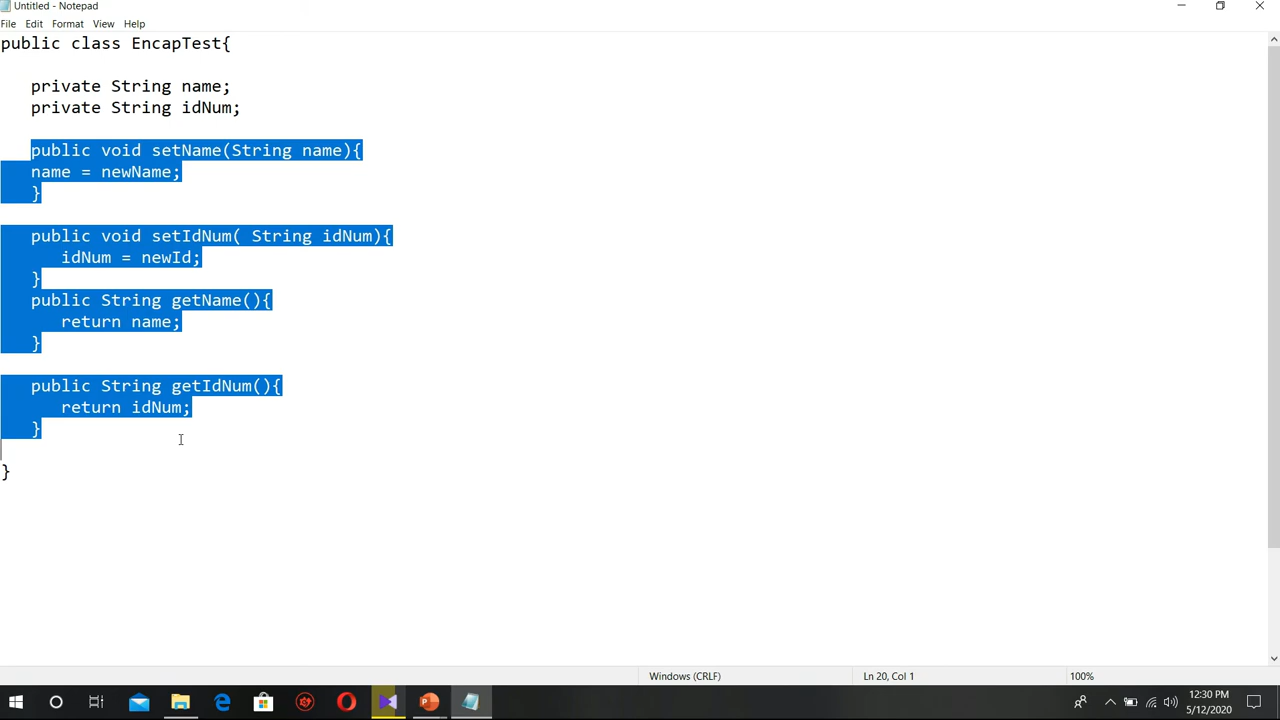 Untitled - Notepad
File Edit Format View Help
public class EncapTest{
private String name;
private String idNum;
public void setName(String name){
name = newName;
}
public void setIdNum( String idNum){
idNum = newId;
}
public String getName(){
return name;
}
public String getIdNum(){
return idNum;
}
}
Windows (CRLF) Ln 20, Col 1 100%
12:30 PM
5/12/2020